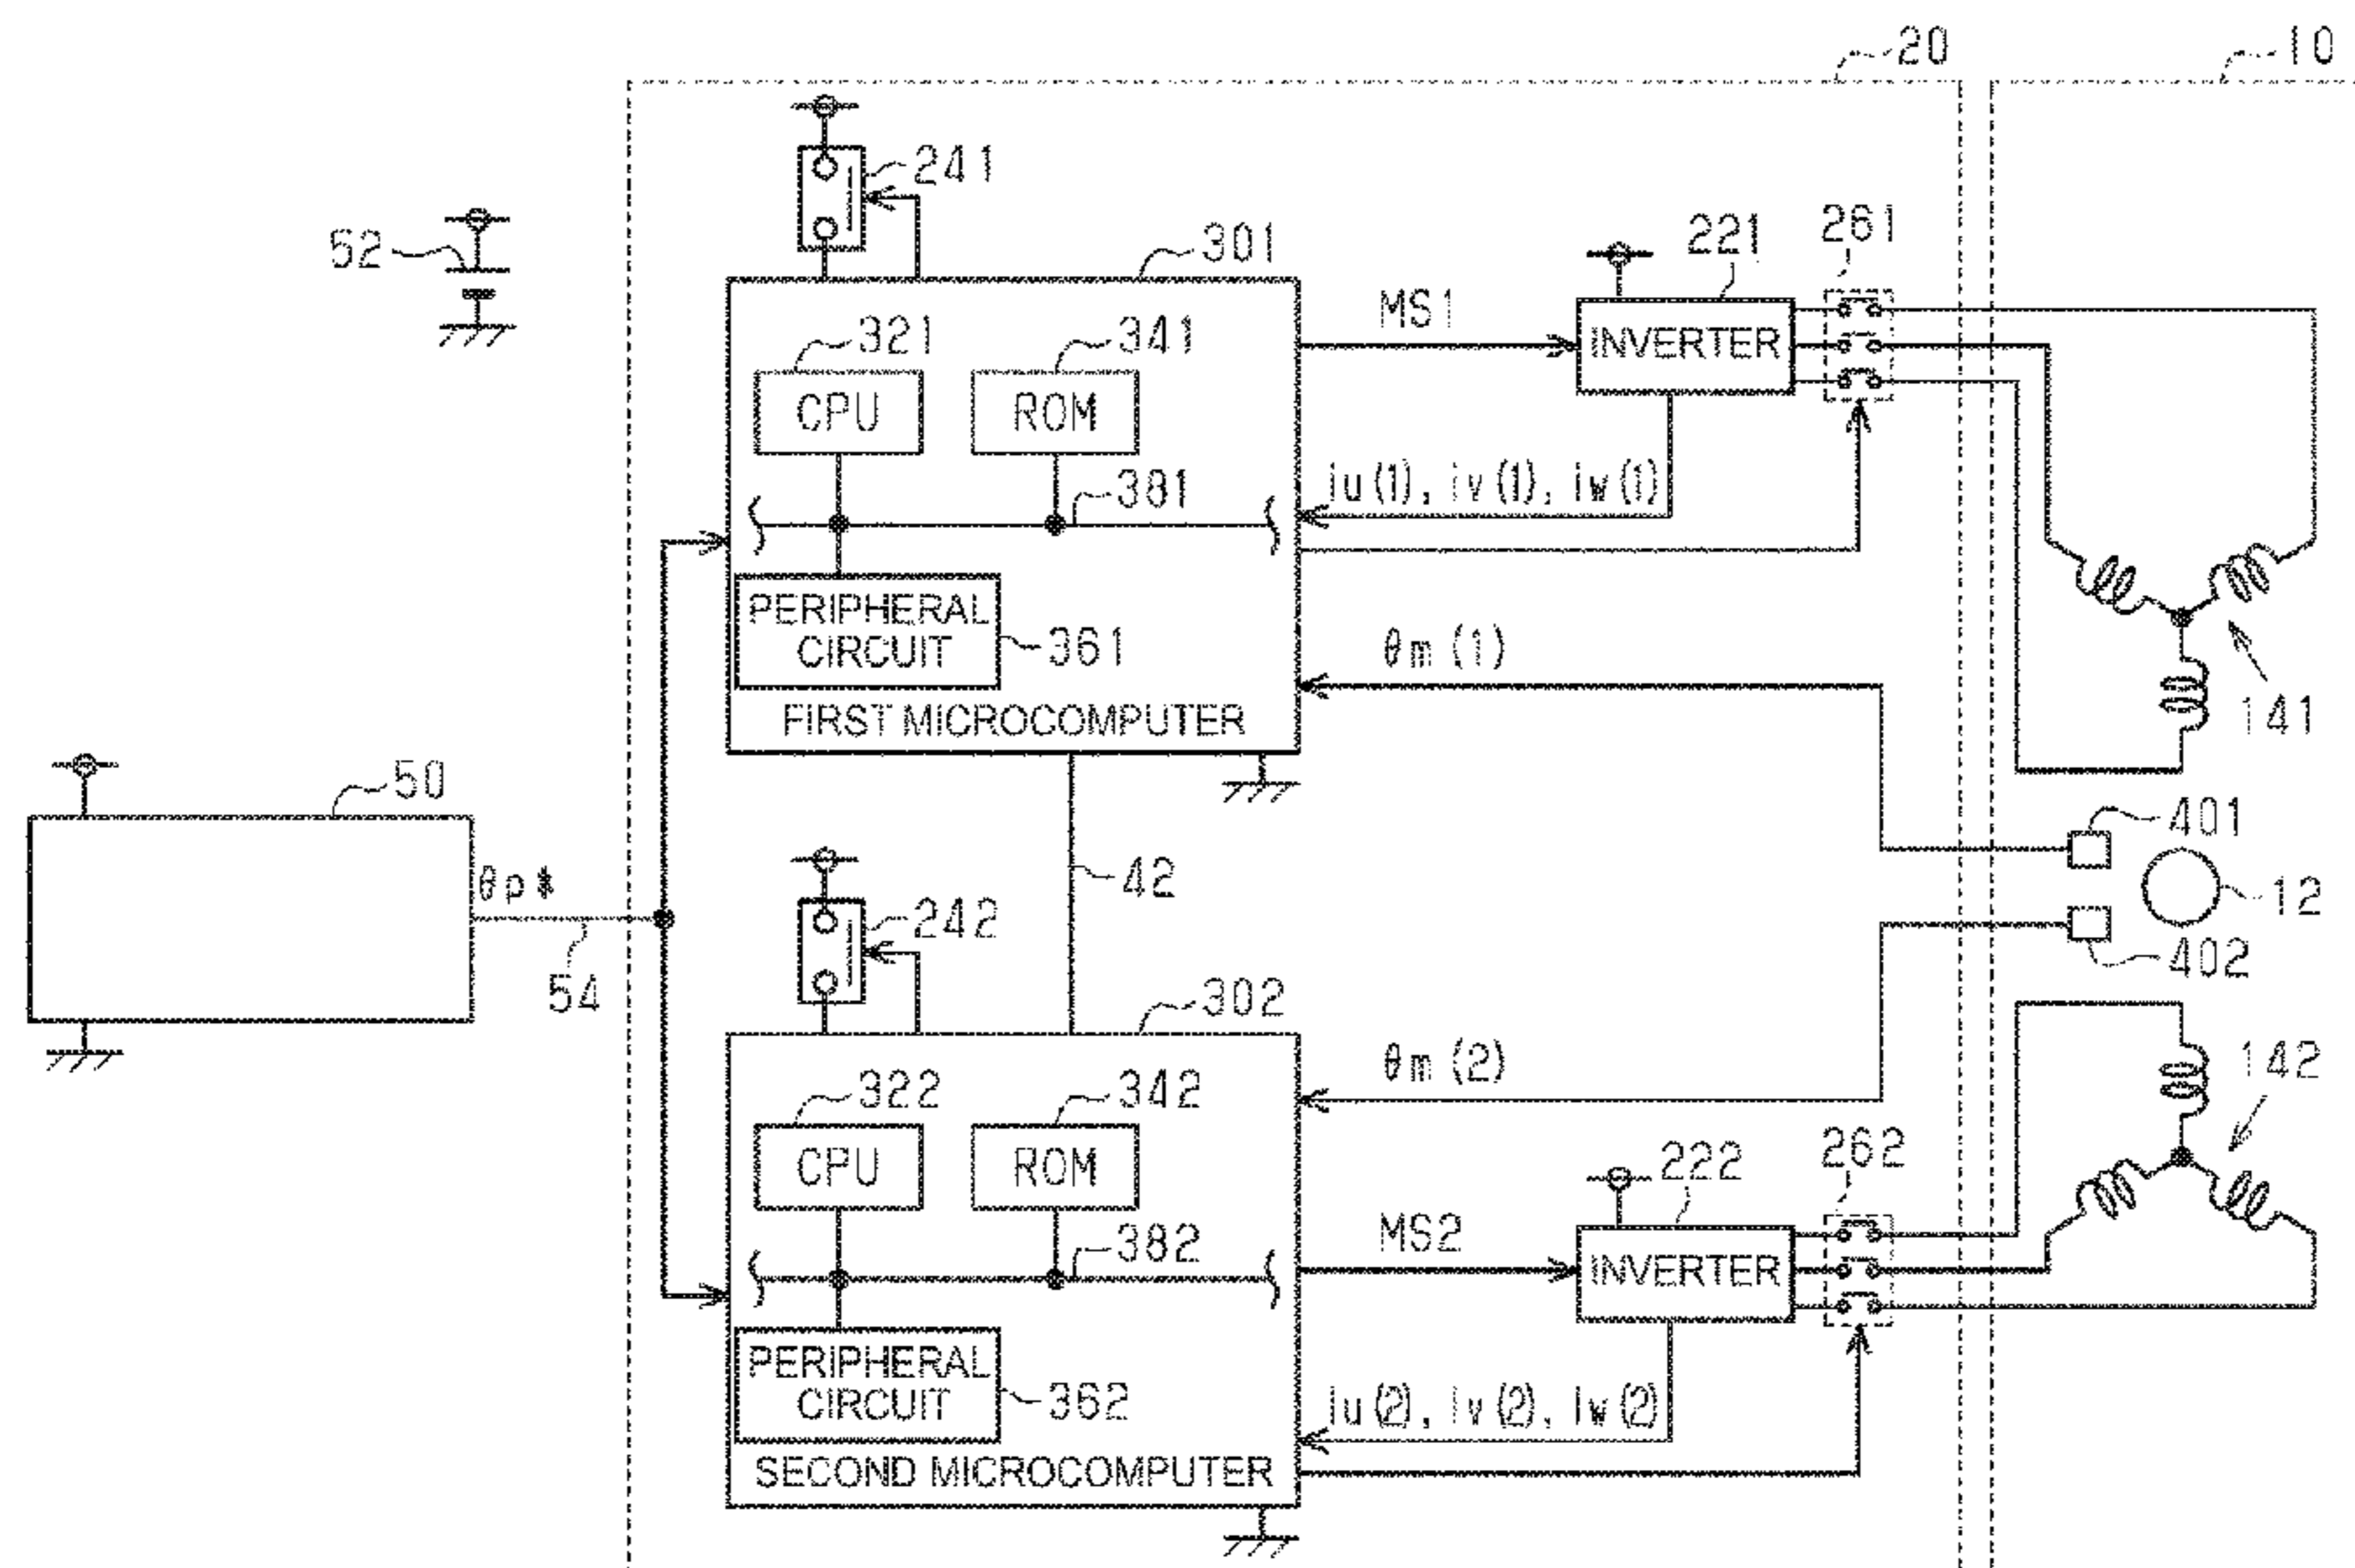 20
10
241
52
301
221
261
MS1
INVERTER
321
341
CPU
ROM
iu(1), iv(1), iw(1)
381
PERIPHERAL
CIRCUIT
361
θm(1)
FIRST MICROCOMPUTER
141
50
401
θp*
42
12
242
54
402
302
θm(2)
142
322
342
CPU
ROM
222
262
MS2
382
INVERTER
PERIPHERAL
CIRCUIT
362
iu(2), iv(2), iw(2)
SECOND MICROCOMPUTER